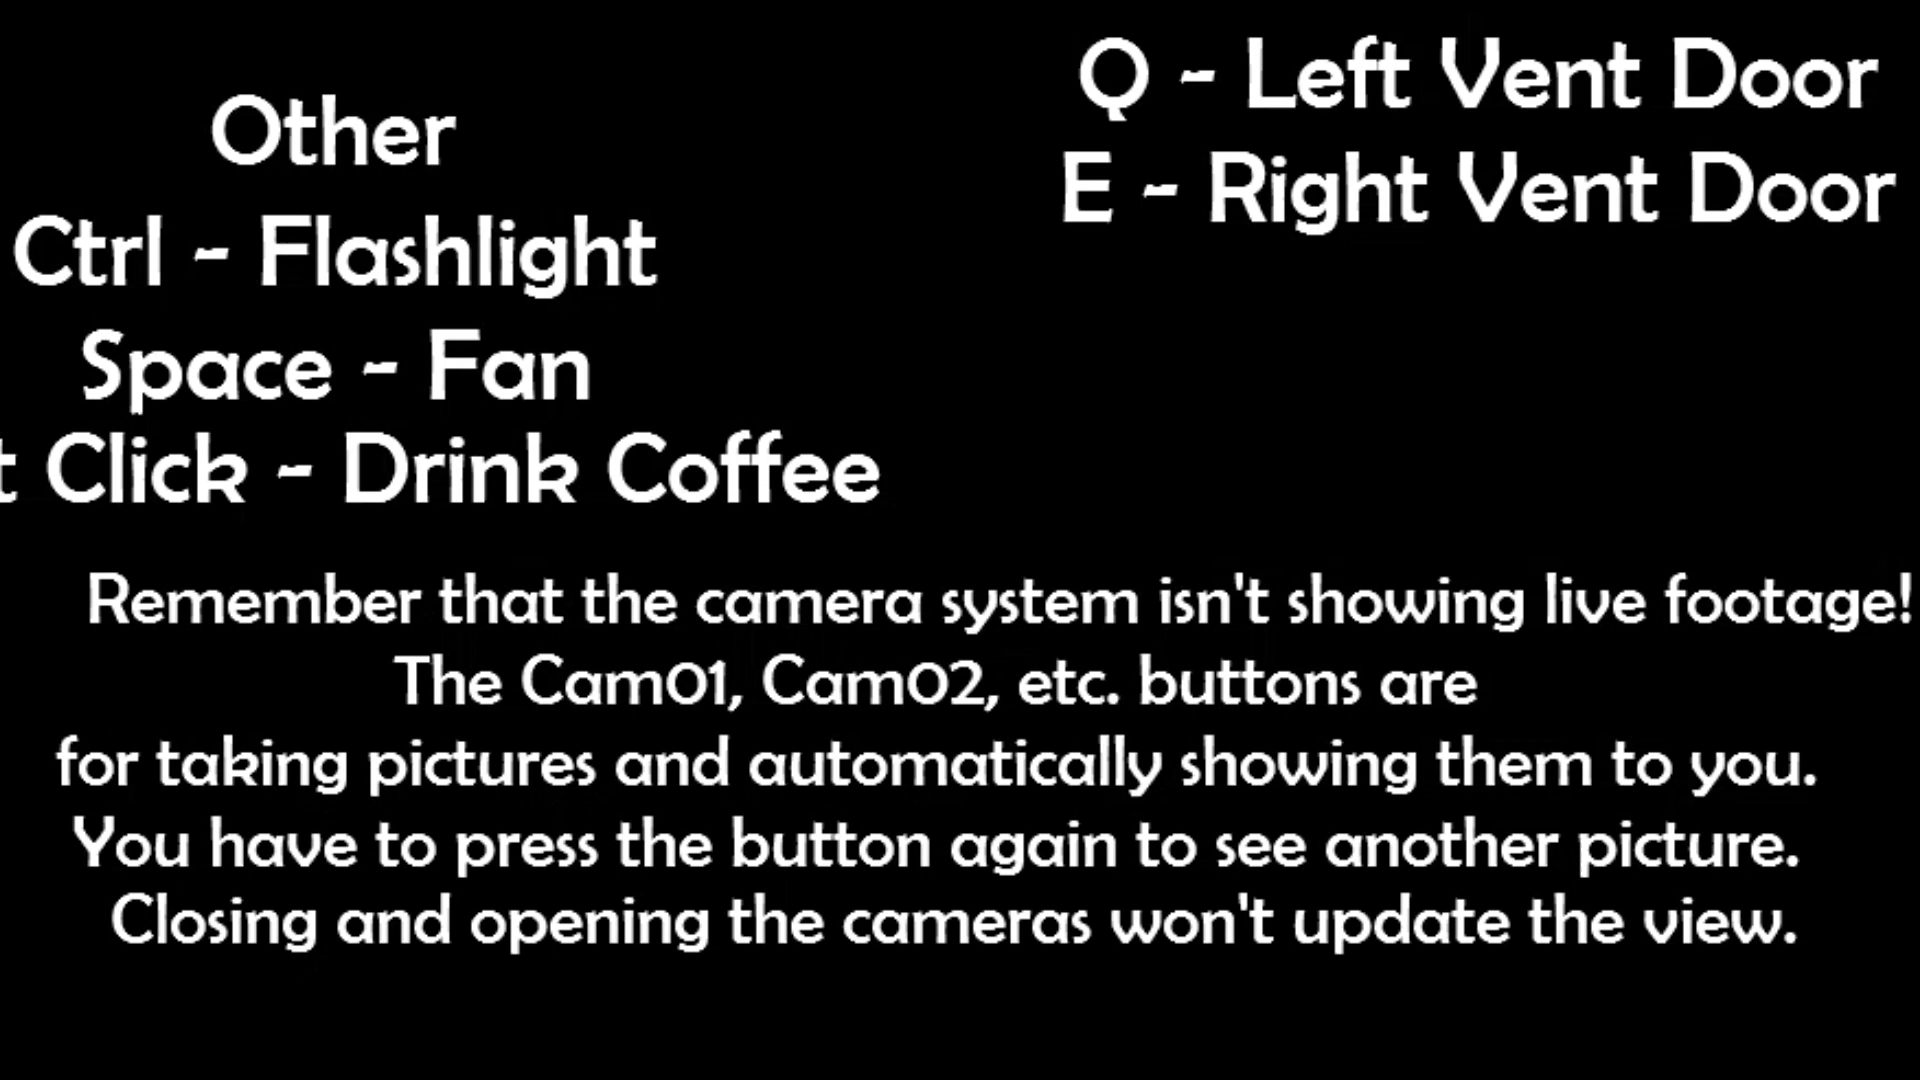 Q - Left Vent Door
E - Right Vent Door
Other
Ctrl - Flashlight
Space - Fan
Click - Drink Coffee
Remember that the camera system isn't showing live footage!
The Cam01, Cam02, etc. buttons are
for taking pictures and automatically showing them to you.
You have to press the button again to see another picture.
Closing and opening the cameras won't update the view.